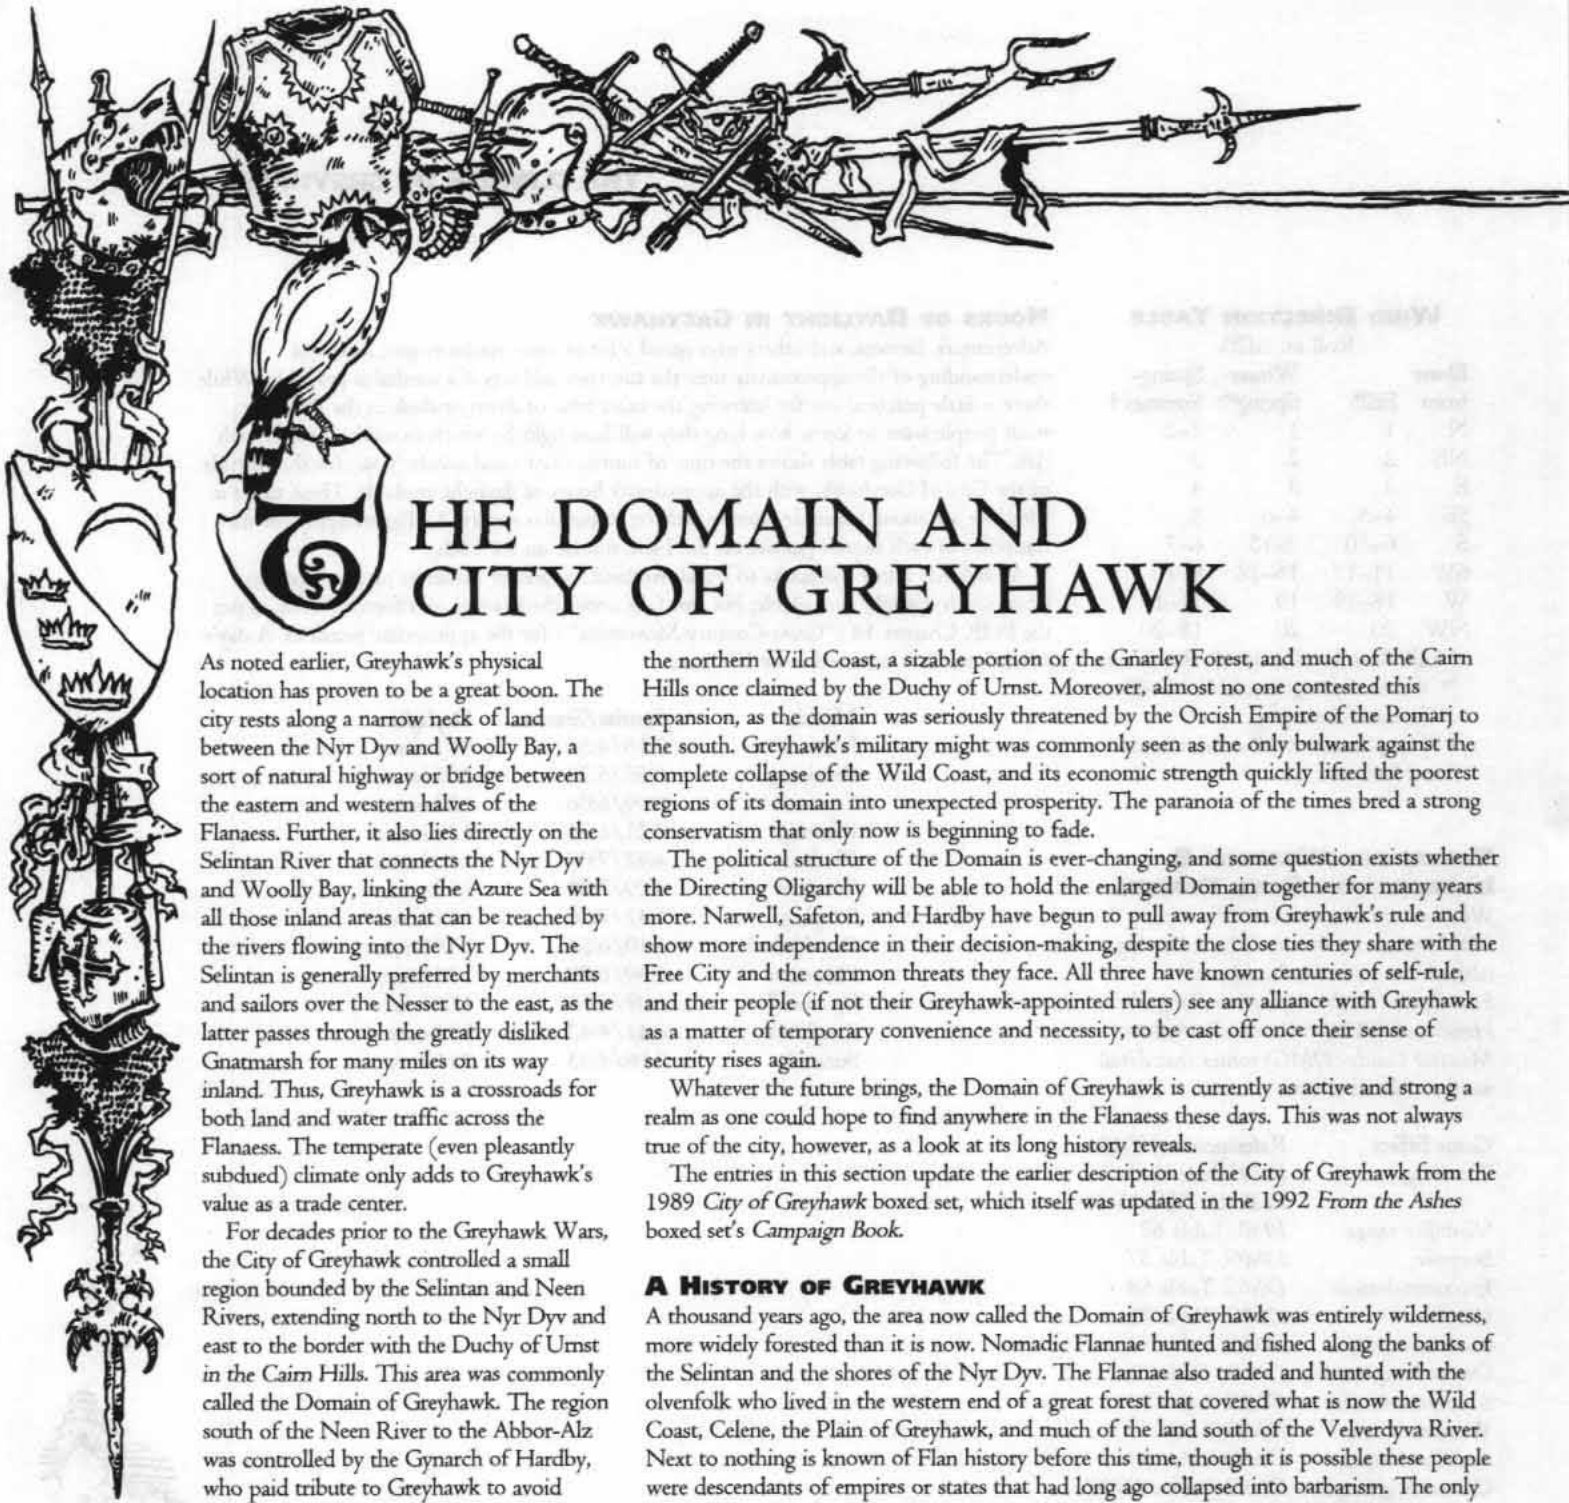 THE DOMAIN AND
CITY OF GREYHAWK
As noted earlier, Greyhawk's physical
location has proven to be a great boon. The
city rests along a narrow neck of land
between the Nyr Dyv and Woolly Bay, a
sort of natural highway or bridge between
the eastern and western halves of the
Flanaess. Further, it also lies directly on the
Selintan River that connects the Nyr Dyv
and Woolly Bay, linking the Azure Sea with
all those inland areas that can be reached by
the rivers flowing into the Nyr Dyv. The
Selintan is generally preferred by merchants
and sailors over the Nesser to the east, as the
latter passes through the greatly disliked
Gnatmarsh for many miles on its way
inland. Thus, Greyhawk is a crossroads for
both land and water traffic across the
Flanaess. The temperate (even pleasantly
subdued) climate only adds to Greyhawk's
value as a trade center.
For decades prior to the Greyhawk Wars,
the City of Greyhawk controlled a small
region bounded by the Selintan and Neen
Rivers, extending north to the Nyr Dyv and
east to the border with the Duchy of Urnst
in the Cairn Hills. This area was commonly
called the Domain of Greyhawk. The region
south of the Neen River to the Abbor-Alz
was controlled by the Gynarch of Hardby,
who paid tribute to Greyhawk to avoid
the northern Wild Coast, a sizable portion of the Gnarley Forest, and much of the Cairn
Hills once claimed by the Duchy of Urnst. Moreover, almost no one contested this
expansion, as the domain was seriously threatened by the Orcish Empire of the Pomarj to
the south. Greyhawk's military might was commonly seen as the only bulwark against the
complete collapse of the Wild Coast, and its economic strength quickly lifted the poorest
regions of its domain into unexpected prosperity. The paranoia of the times bred a strong
conservatism that only now is beginning to fade.
The political structure of the Domain is ever-changing, and some question exists whether
the Directing Oligarchy will be able to hold the enlarged Domain together for many years
more. Narwell, Safeton, and Hardby have begun to pull away from Greyhawk's rule and
show more independence in their decision-making, despite the close ties they share with the
Free City and the common threats they face. All three have known centuries of self-rule,
and their people (if not their Greyhawk-appointed rulers) see any alliance with Greyhawk
as a matter of temporary convenience and necessity, to be cast off once their sense of
security rises again.
Whatever the future brings, the Domain of Greyhawk is currently as active and strong a
realm as one could hope to find anywhere in the Flanaess these days. This was not always
true of the city, however, as a look at its long history reveals.
The entries in this section update the earlier description of the City of Greyhawk from the
1989 City of Greyhawk boxed set, which itself was updated in the 1992 From the Ashes
boxed set's Campaign Book.
A HISTORY OF GREYHAWK
A thousand years ago, the area now called the Domain of Greyhawk was entirely wilderness,
more widely forested than it is now. Nomadic Flannae hunted and fished along the banks of
the Selintan and the shores of the Nyr Dyv. The Flannae also traded and hunted with the
olvenfolk who lived in the western end of a great forest that covered what is now the Wild
Coast, Celene, the Plain of Greyhawk, and much of the land south of the Velverdyva River.
Next to nothing is known of Flan history before this time, though it is possible these people
were descendants of empires or states that had long ago collapsed into barbarism. The only